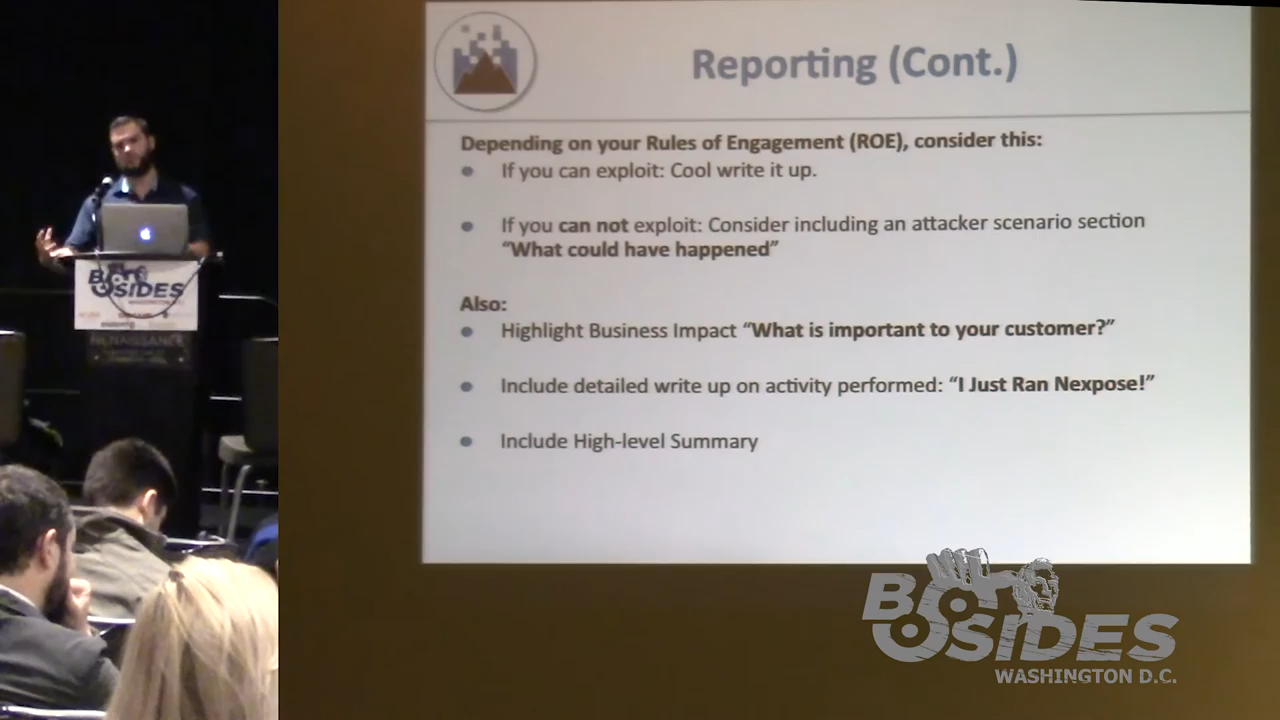 Reporting (Cont.)
Depending on your Rules of Engagement (ROE), consider this:
If you can exploit: Cool write it up.
If you can not exploit: Consider including an attacker scenario section
“What could have happened”
Also:
Highlight Business Impact “What is important to your customer?”
Include detailed write up on activity performed: “I Just Ran Nexpose!”
Include High-level Summary
BSIDES
WASHINGTON D.C.
RENAISSANCE
BSIDES
WASHINGTON D.C.